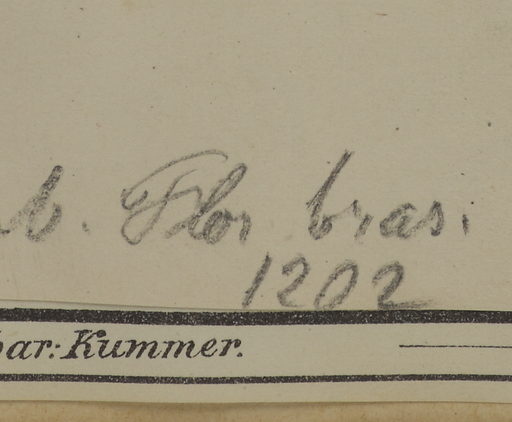 b. Flor bras.
1202
bar: Kummer.